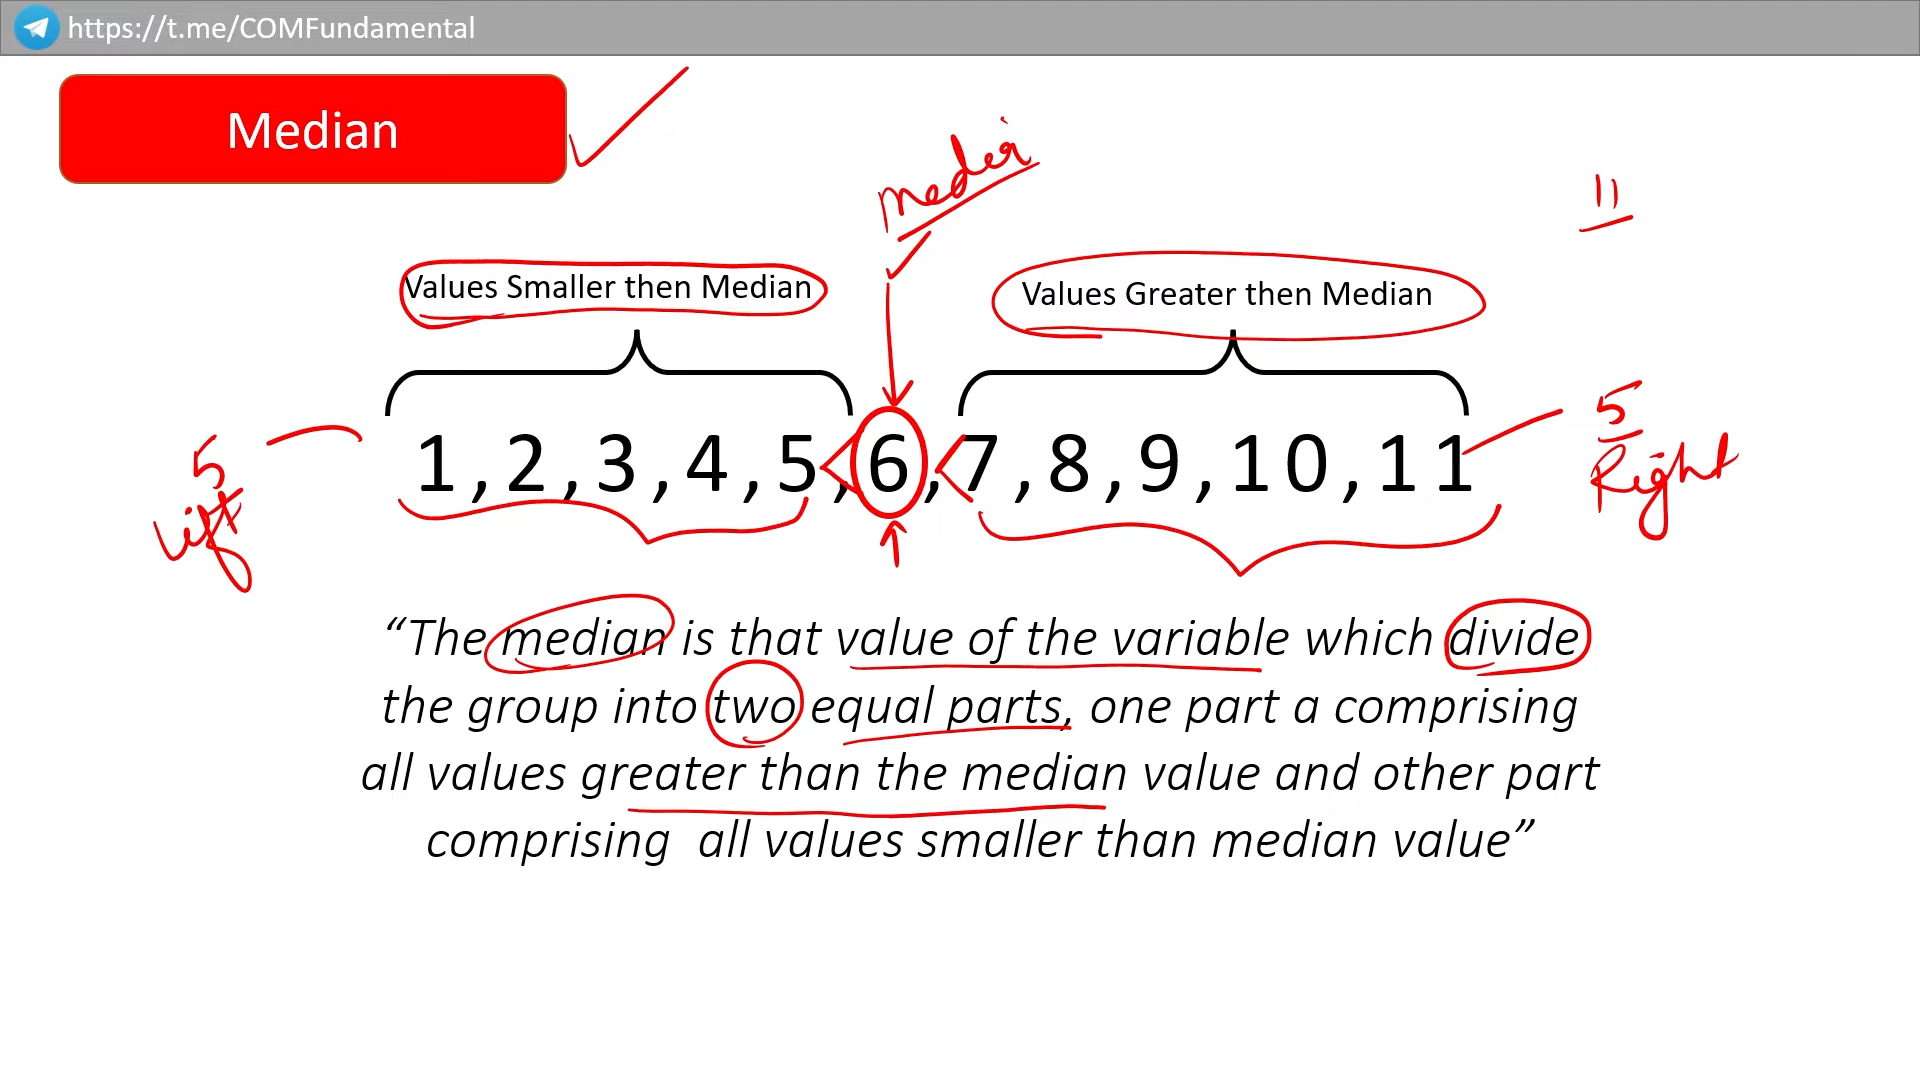 https://t.me/COMFundamental
Median
11
Values Smaller then Median
Values Greater then Median
5
1,2,3,4,5,6,7,8,9,10,11
5
Right
“The median is that value of the variable which divide
the group into two equal parts, one part a comprising
all values greater than the median value and other part
comprising all values smaller than median value”